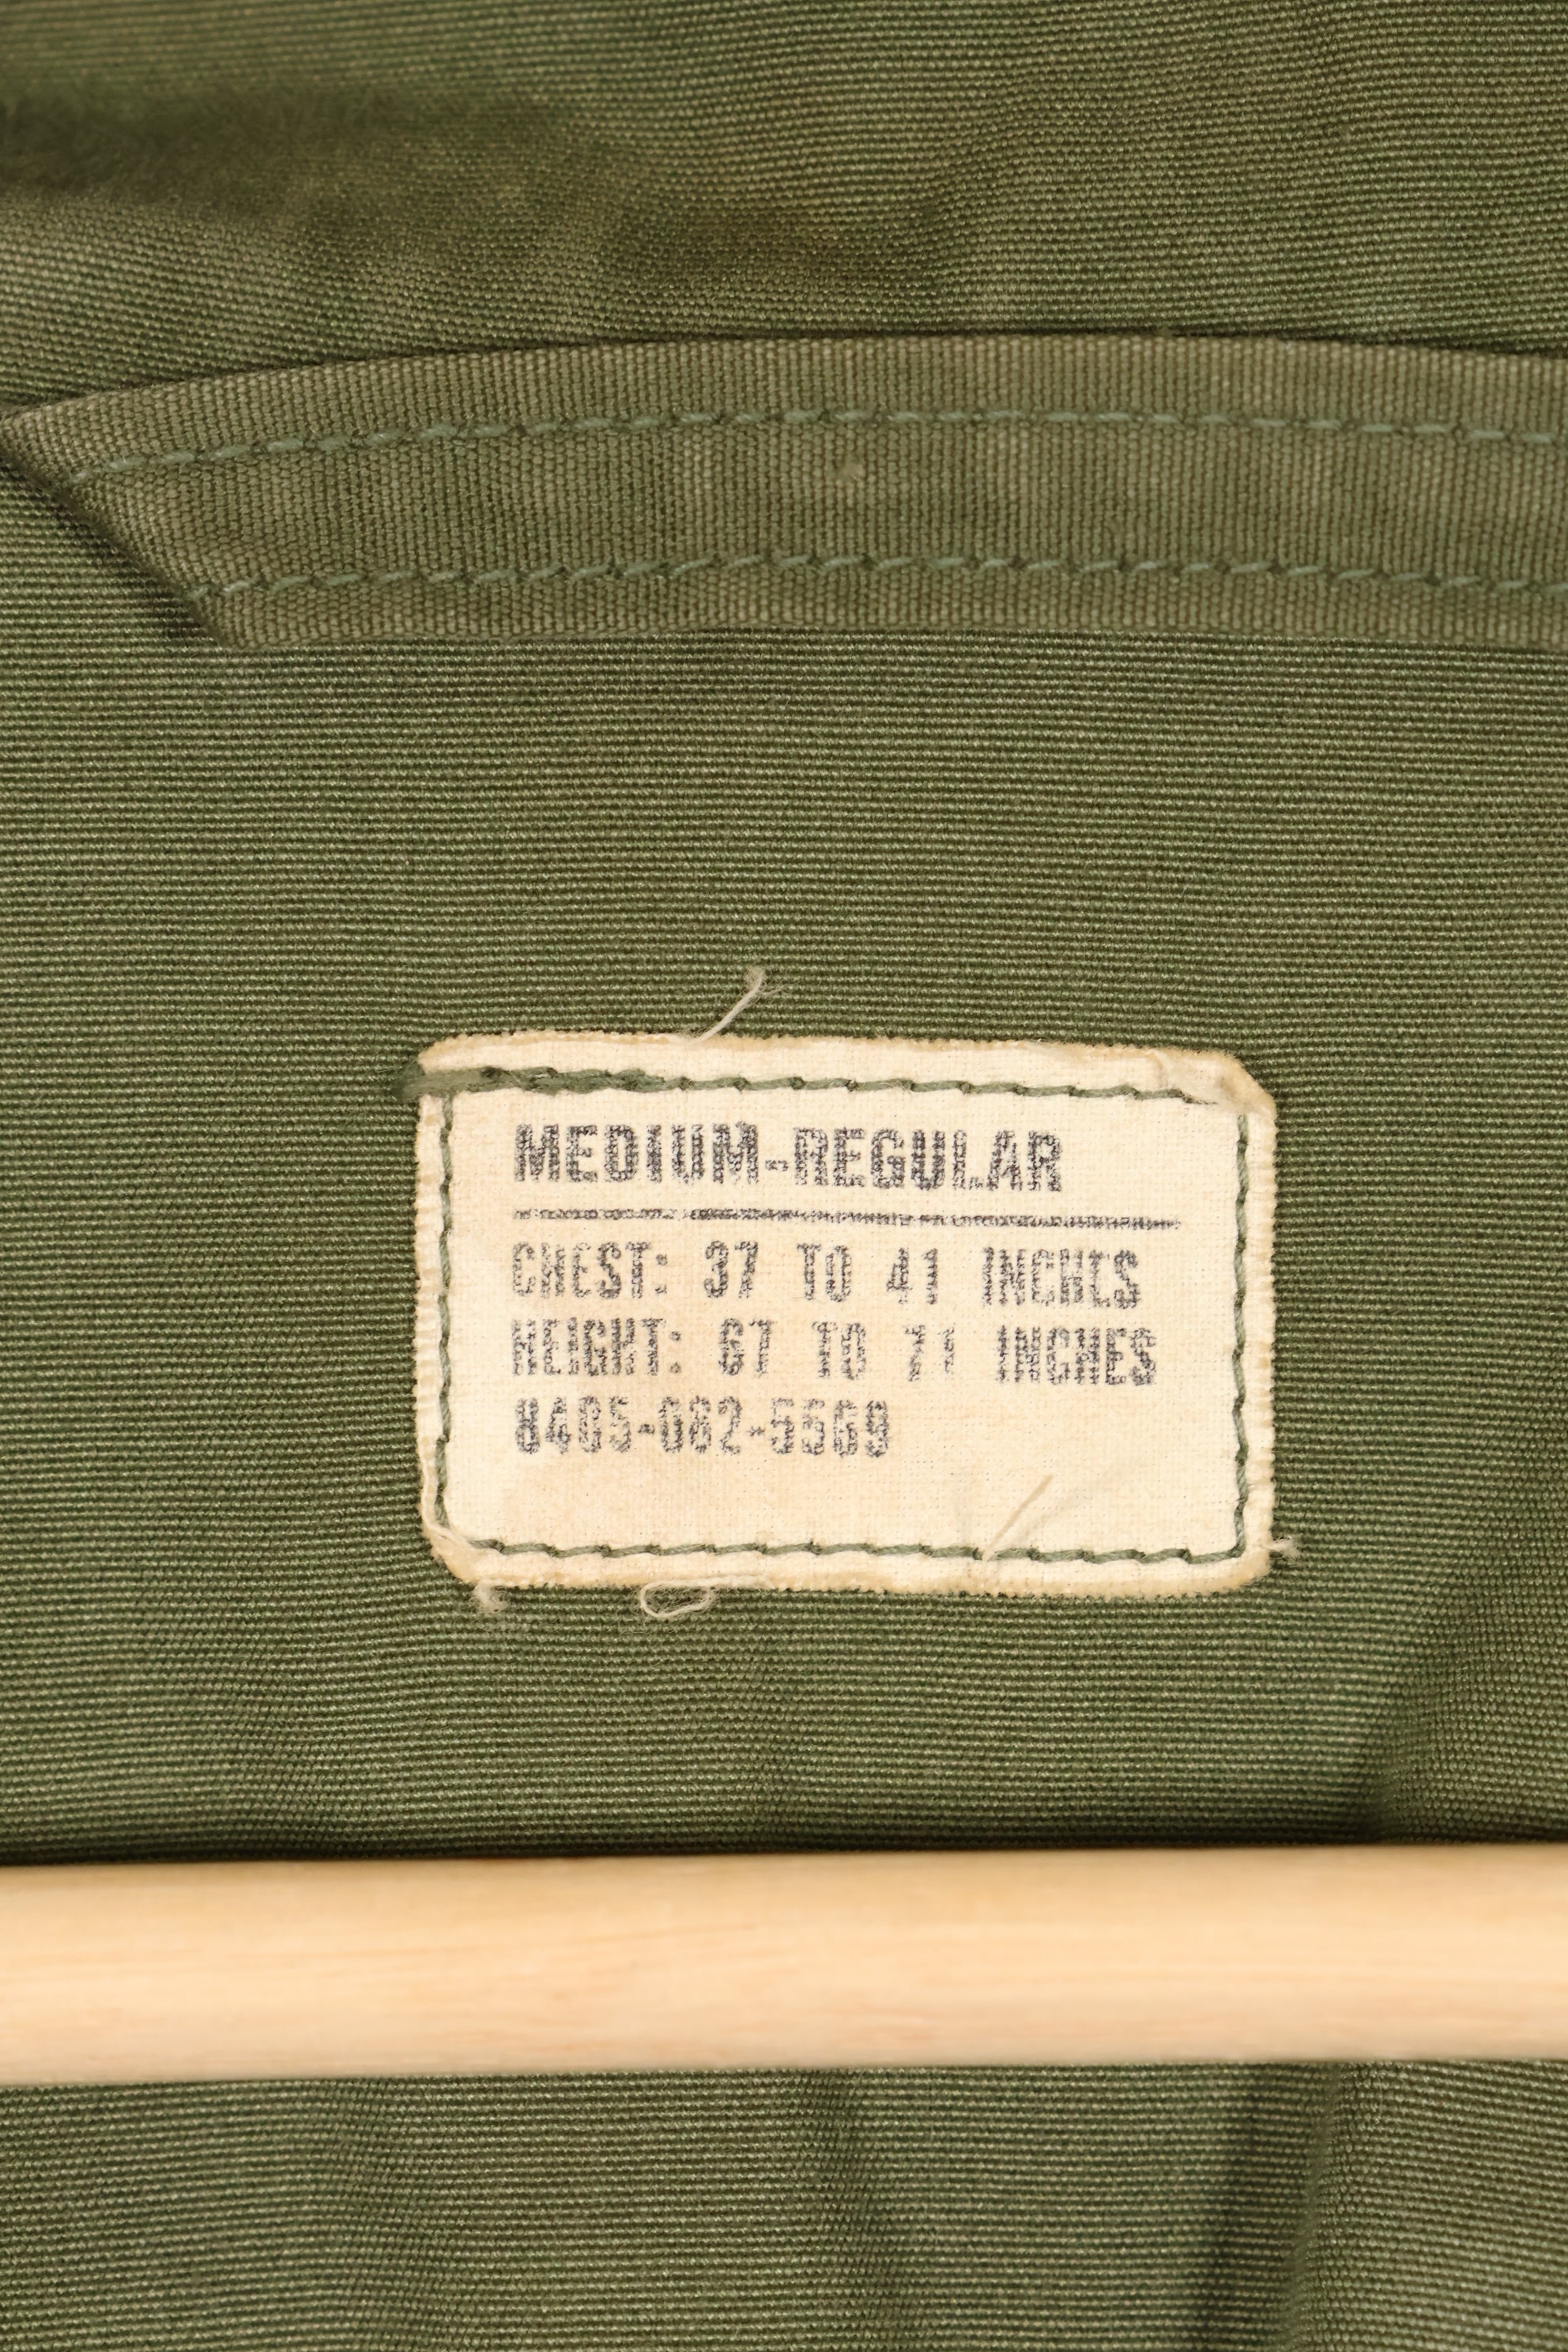 MEDIUM-REGULAR
CHEST: 37 TO 41 INCHES
HEIGHT: 67 TO 71 INCHES
8405-082-5569